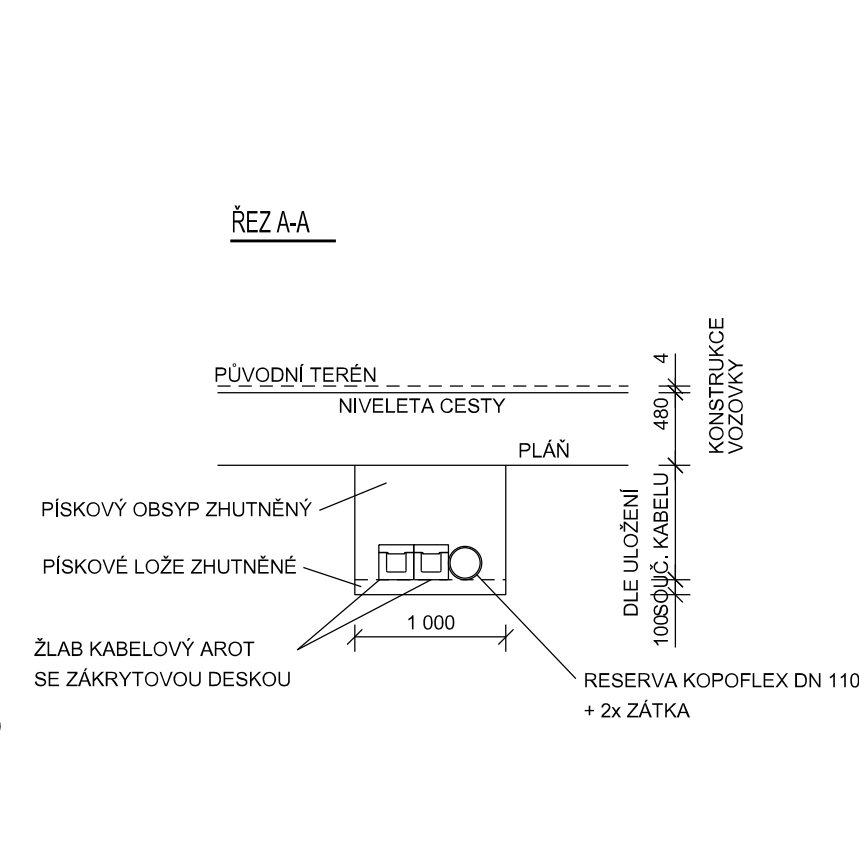 ŘEZ A-A
PŮVODNÍ TERÉN
NIVELETA CESTY
PLÁŇ
4
480
KONSTRUKCE
VOZOVKY
PÍSKOVÝ OBSYP ZHUTNĚNÝ
PÍSKOVÉ LOŽE ZHUTNĚNÉ
DLE ULOŽENÍ
SOUČ. KABELU
100
1 000
ŽLAB KABELOVÝ AROT
SE ZÁKRYTOVOU DESKOU
RESERVA KOPOFLEX DN 110
+ 2x ZÁTKA